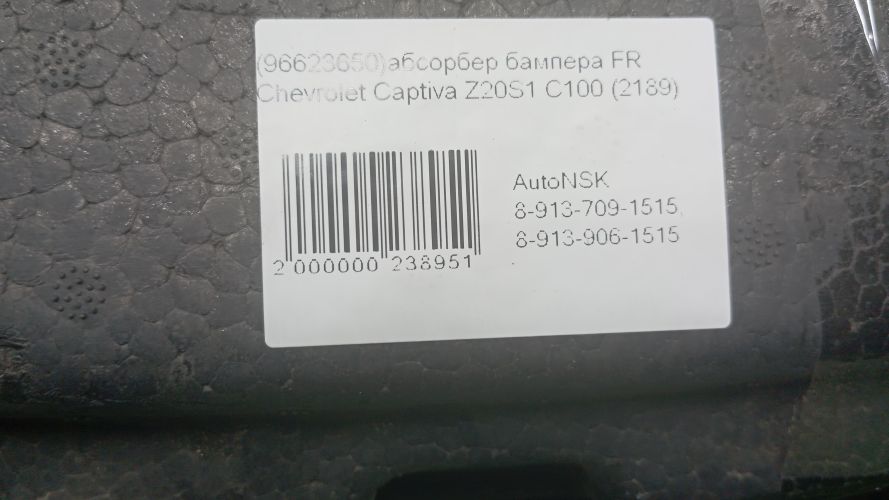 (96623650)абсорбер бампера FR
Chevrolet Captiva Z20S1 C100 (2189)
AutoNSK
8-913-709-1515,
8-913-906-1515
2 000000 238951